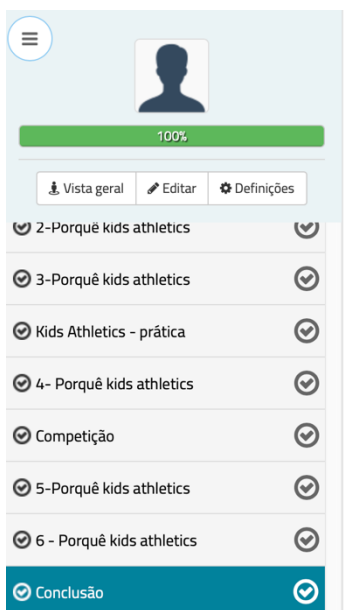 100%
Vista geral
Editar
Definições
2-Porquê kids athletics
3-Porquê kids athletics
Kids Athletics - prática
4- Porquê kids athletics
Competição
5-Porquê kids athletics
6 - Porquê kids athletics
Conclusão